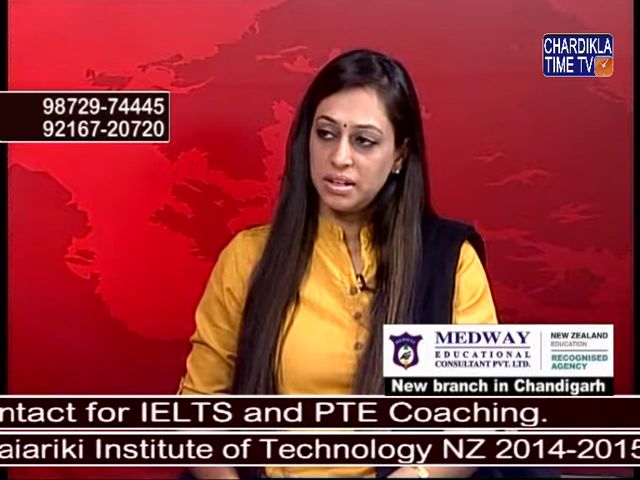 CHARDIKLA
TIME TV
98729-74445
92167-20720
MEDWAY
EDUCATIONAL
CONSULTANT PVT. LTD.
NEW ZEALAND
EDUCATION
RECOGNISED
AGENCY
New branch in Chandigarh
ntact for IELTS and PTE Coaching.
aiariki Institute of Technology NZ 2014-2015